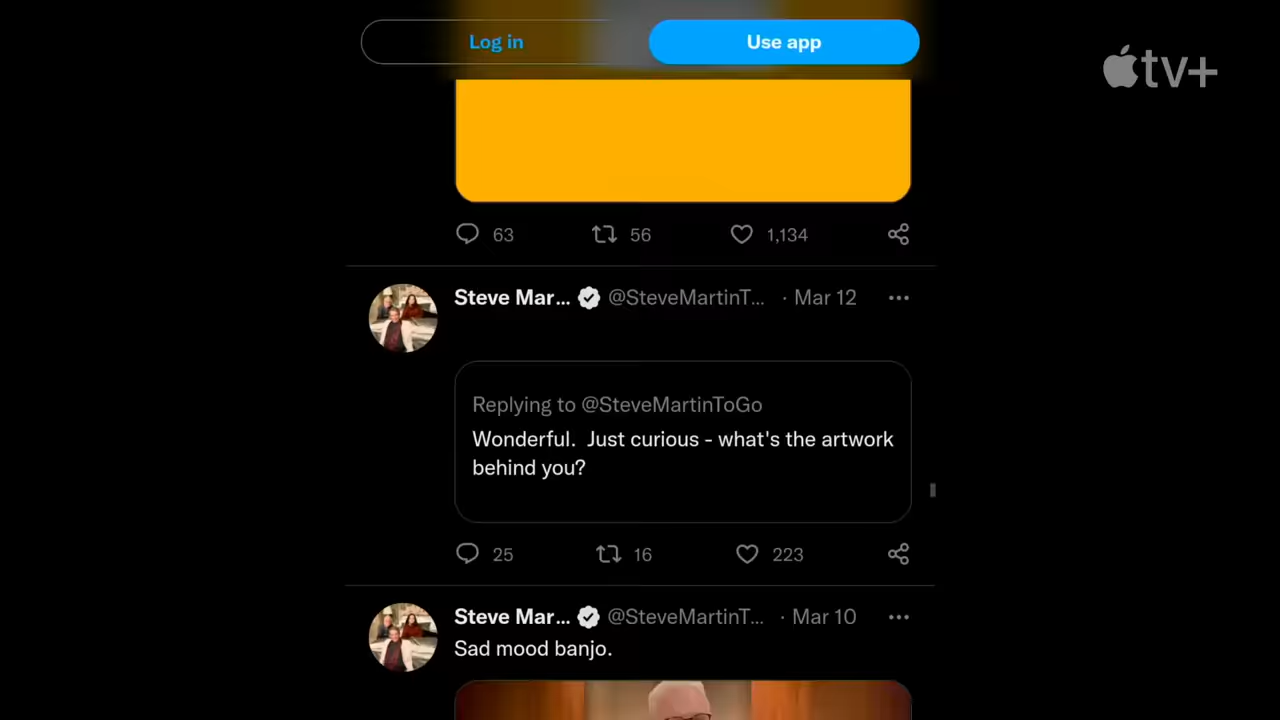 Log in
Use app
tv+
63 56 1,134
Steve Mar... @SteveMartinT... · Mar 12 ...
Replying to @SteveMartinToGo
Wonderful. Just curious - what's the artwork
behind you?
25 16 223
Steve Mar... @SteveMartinT... · Mar 10 ...
Sad mood banjo.